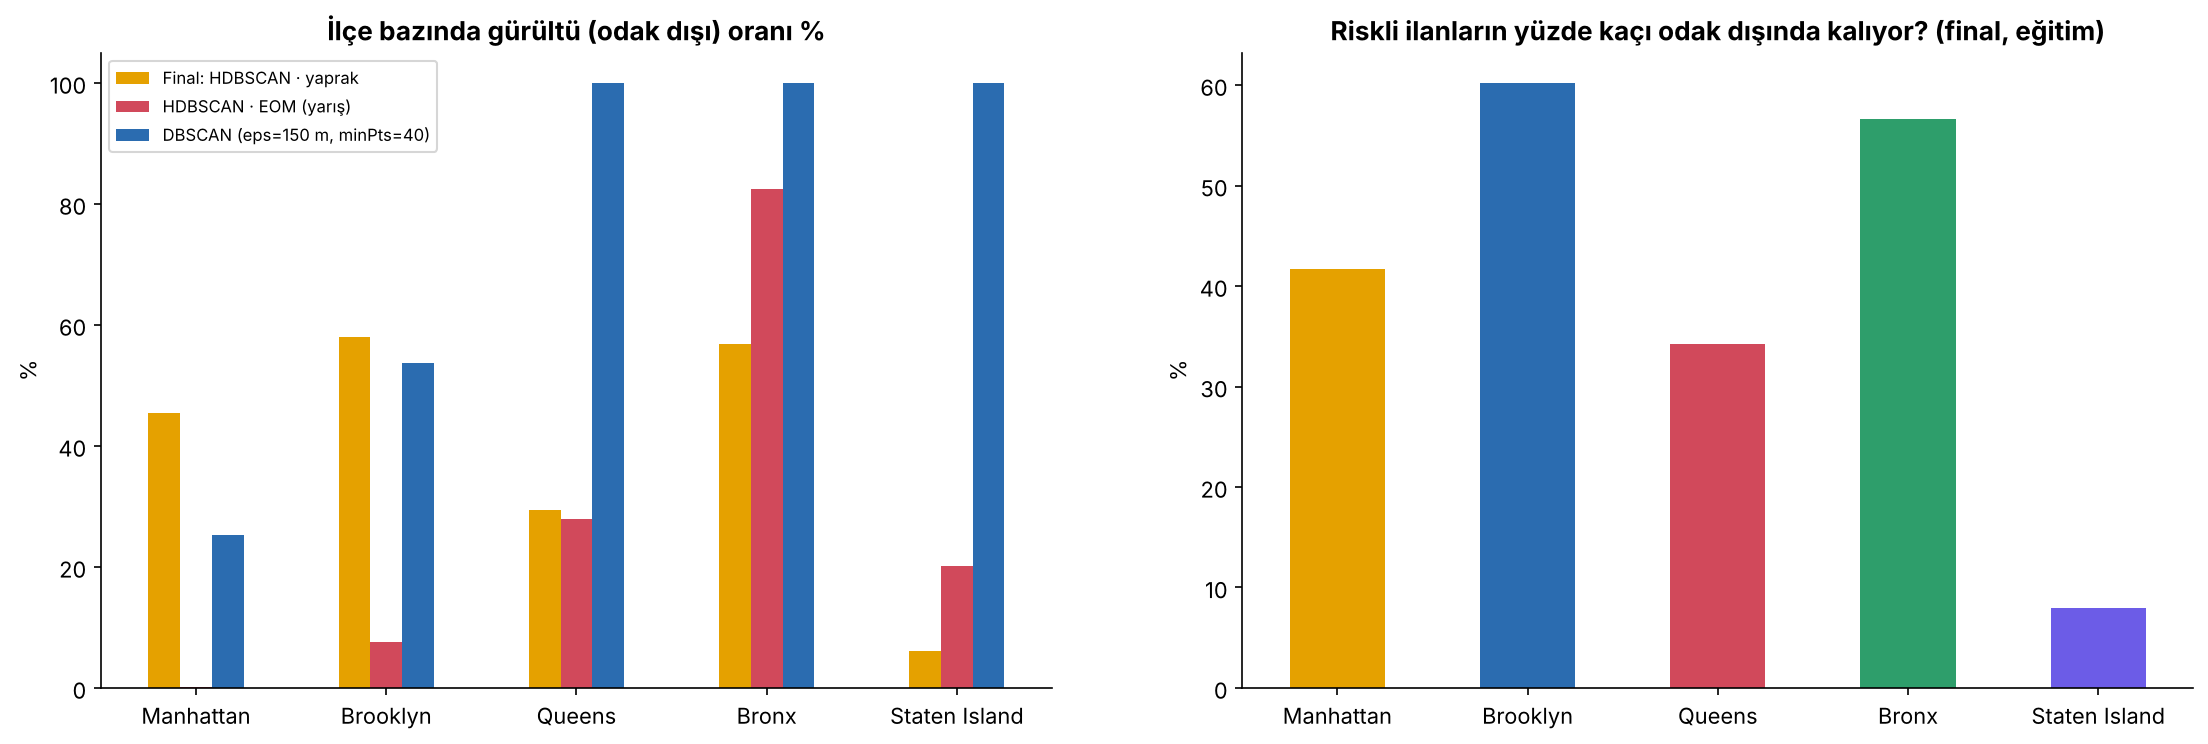 İlçe bazında gürültü (odak dışı) oranı %
Final: HDBSCAN · yaprak
HDBSCAN · EOM (yarış)
DBSCAN (eps=150 m, minPts=40)
100
80
60
40
20
0
%
Manhattan
Brooklyn
Queens
Bronx
Staten Island
Riskli ilanların yüzde kaçı odak dışında kalıyor? (final, eğitim)
60
50
40
30
20
10
0
%
Manhattan
Brooklyn
Queens
Bronx
Staten Island